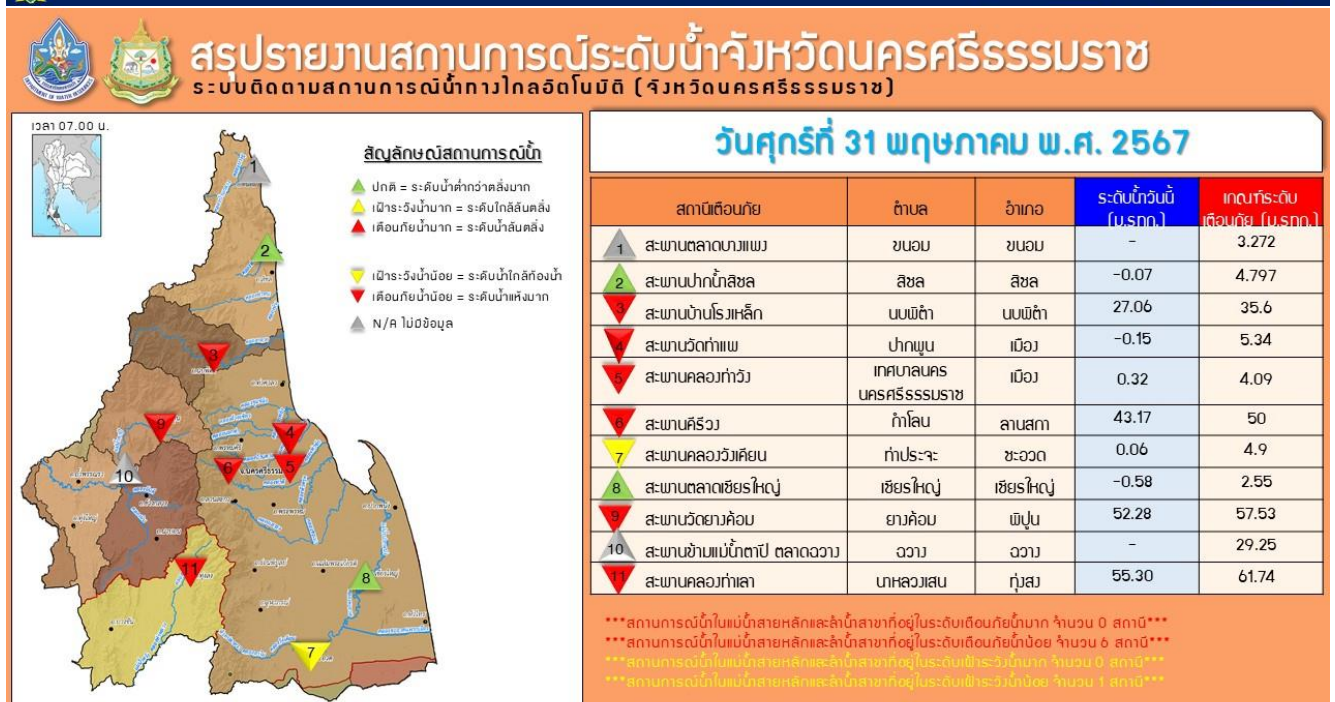 สรุปรายงานสถานการณ์ระดับน้ำจังหวัดนครศรีธรรมราช
ระบบติดตามสถานการณ์น้ำทางไกลอัตโนมัติ (จังหวัดนครศรีธรรมราช)
เวลา 07.00 น.
สัญลักษณ์สถานการณ์น้ำ
ปกติ = ระดับน้ำต่ำกว่าตลิ่งมาก
เฝ้าระวังน้ำมาก = ระดับใกล้ล้นตลิ่ง
เตือนภัยน้ำมาก = ระดับน้ำล้นตลิ่ง
เฝ้าระวังน้ำน้อย = ระดับน้ำใกล้ท้องน้ำ
เตือนภัยน้ำน้อย = ระดับน้ำแห้งมาก
N/A ไม่มีข้อมูล
1
2
3
9
4
10
6
5
11
8
7
วันศุกร์ที่ 31 พฤษภาคม พ.ศ. 2567
สถานีเตือนภัย ตำบล อำเภอ ระดับน้ำวันนี้ (ม.รทก.) เกณฑ์ระดับเตือนภัย (ม.รทก.)
1 สะพานตลาดบางแพง ขนอม ขนอม - 3.272
2 สะพานปากน้ำสิชล สิชล สิชล -0.07 4.797
3 สะพานบ้านโรงเหล็ก นบพิตำ นบพิตำ 27.06 35.6
4 สะพานวัดท่าแพ ปากพูน เมือง -0.15 5.34
5 สะพานคลองท่าวัง เทศบาลนครนครศรีธรรมราช เมือง 0.32 4.09
6 สะพานคีรีวง กำโลน ลานสกา 43.17 50
7 สะพานคลองวังเคียน ท่าประจะ ชะอวด 0.06 4.9
8 สะพานตลาดเชียรใหญ่ เชียรใหญ่ เชียรใหญ่ -0.58 2.55
9 สะพานวัดยางค้อม ยางค้อม พิปูน 52.28 57.53
10 สะพานข้ามแม่น้ำตาปี ตลาดฉวาง ฉวาง ฉวาง - 29.25
11 สะพานคลองท่าเลา นาหลวงเสน ทุ่งสง 55.30 61.74
***สถานการณ์น้ำในแม่น้ำสายหลักและลำน้ำสาขาที่อยู่ในระดับเตือนภัยน้ำมาก จำนวน 0 สถานี***
***สถานการณ์น้ำในแม่น้ำสายหลักและลำน้ำสาขาที่อยู่ในระดับเตือนภัยน้ำน้อย จำนวน 6 สถานี***
***สถานการณ์น้ำในแม่น้ำสายหลักและลำน้ำสาขาที่อยู่ในระดับเฝ้าระวังน้ำมาก จำนวน 0 สถานี***
***สถานการณ์น้ำในแม่น้ำสายหลักและลำน้ำสาขาที่อยู่ในระดับเฝ้าระวังน้ำน้อย จำนวน 1 สถานี***